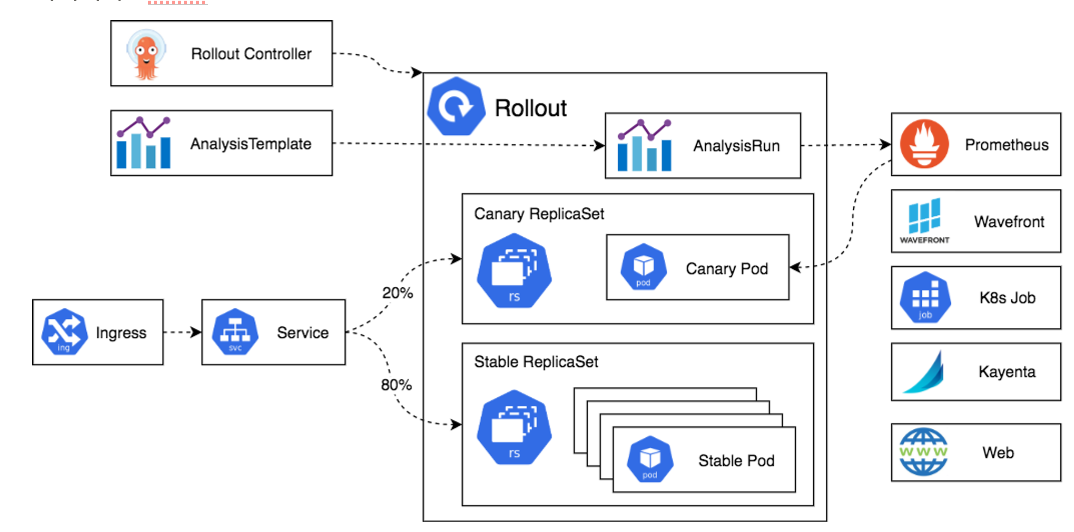 Rollout Controller
Rollout
AnalysisTemplate
AnalysisRun
Prometheus
Canary ReplicaSet
Wavefront
WAVEFRONT
rs
Canary Pod
pod
20%
K8s Job
job
Ingress
ing
Service
svc
Stable ReplicaSet
Kayenta
80%
rs
Stable Pod
pod
Web
www